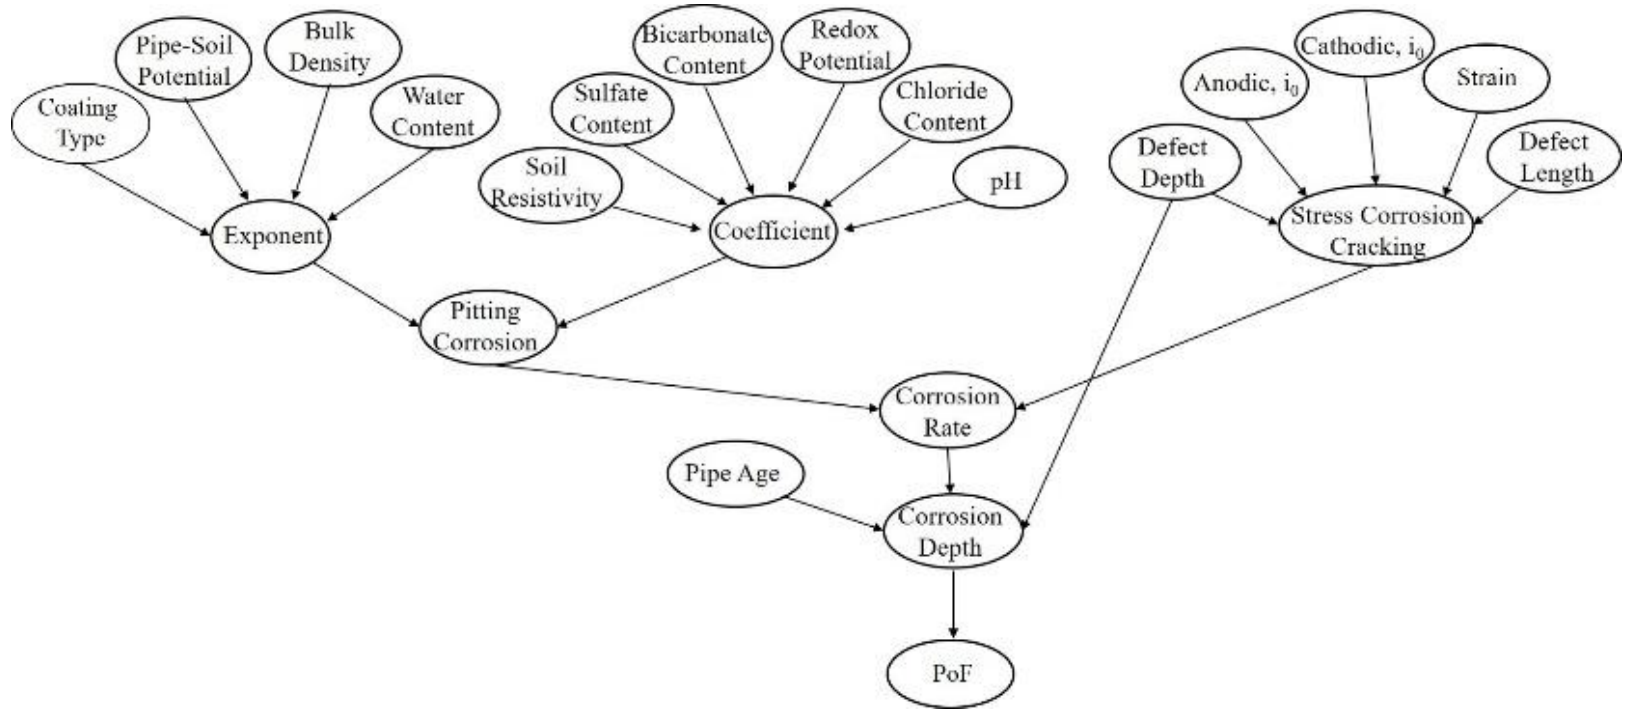 Coating
Type
Pipe-Soil
Potential
Bulk
Density
Water
Content
Exponent
Soil
Resistivity
Sulfate
Content
Bicarbonate
Content
Redox
Potential
Chloride
Content
pH
Coefficient
Defect
Depth
Anodic, i₀
Cathodic, i₀
Strain
Defect
Length
Stress Corrosion
Cracking
Pitting
Corrosion
Corrosion
Rate
Pipe Age
Corrosion
Depth
PoF